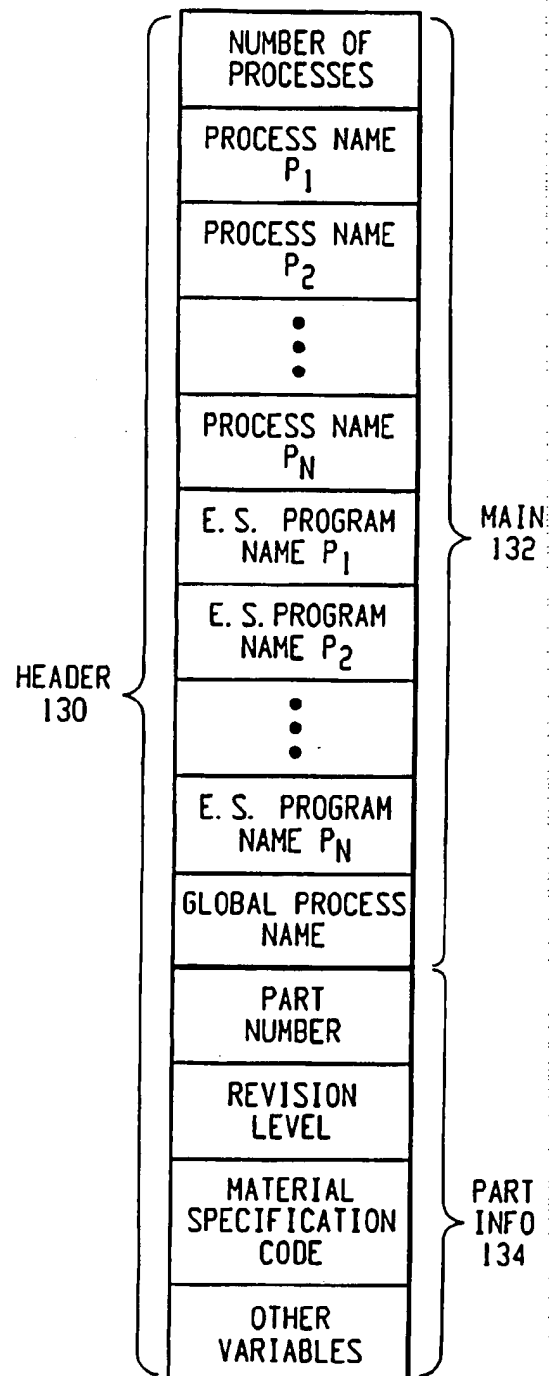 NUMBER OF
PROCESSES
PROCESS NAME
P1
PROCESS NAME
P2
PROCESS NAME
PN
E. S. PROGRAM
NAME P1
E. S. PROGRAM
NAME P2
E. S. PROGRAM
NAME PN
GLOBAL PROCESS
NAME
PART
NUMBER
REVISION
LEVEL
MATERIAL
SPECIFICATION
CODE
OTHER
VARIABLES
HEADER
130
MAIN
132
PART
INFO
134